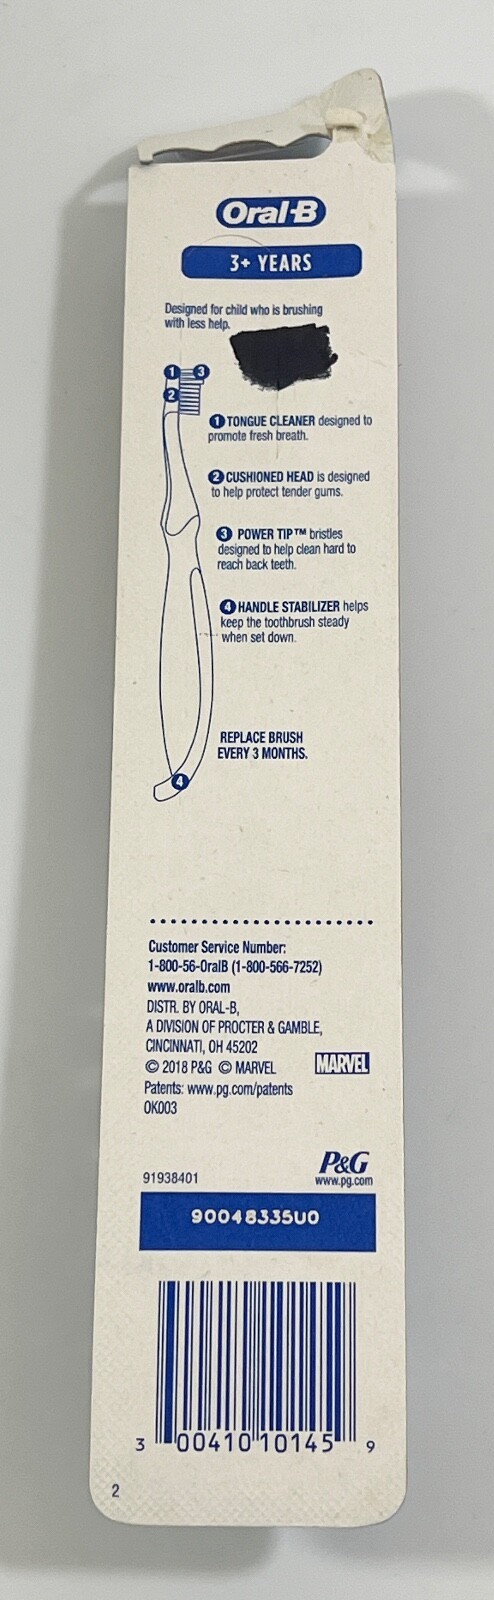 Oral-B
3+ YEARS
Designed for child who is brushing
with less help.
1 3
2
1 TONGUE CLEANER designed to
promote fresh breath.
2 CUSHIONED HEAD is designed
to help protect tender gums.
3 POWER TIP™ bristles
designed to help clean hard to
reach back teeth.
4 HANDLE STABILIZER helps
keep the toothbrush steady
when set down.
REPLACE BRUSH
EVERY 3 MONTHS.
4
Customer Service Number:
1-800-56-OralB (1-800-566-7252)
www.oralb.com
DISTR. BY ORAL-B,
A DIVISION OF PROCTER & GAMBLE,
CINCINNATI, OH 45202
© 2018 P&G © MARVEL
MARVEL
Patents: www.pg.com/patents
OK003
P&G
91938401
www.pg.com
90048335U0
3 00410 10145 9
2